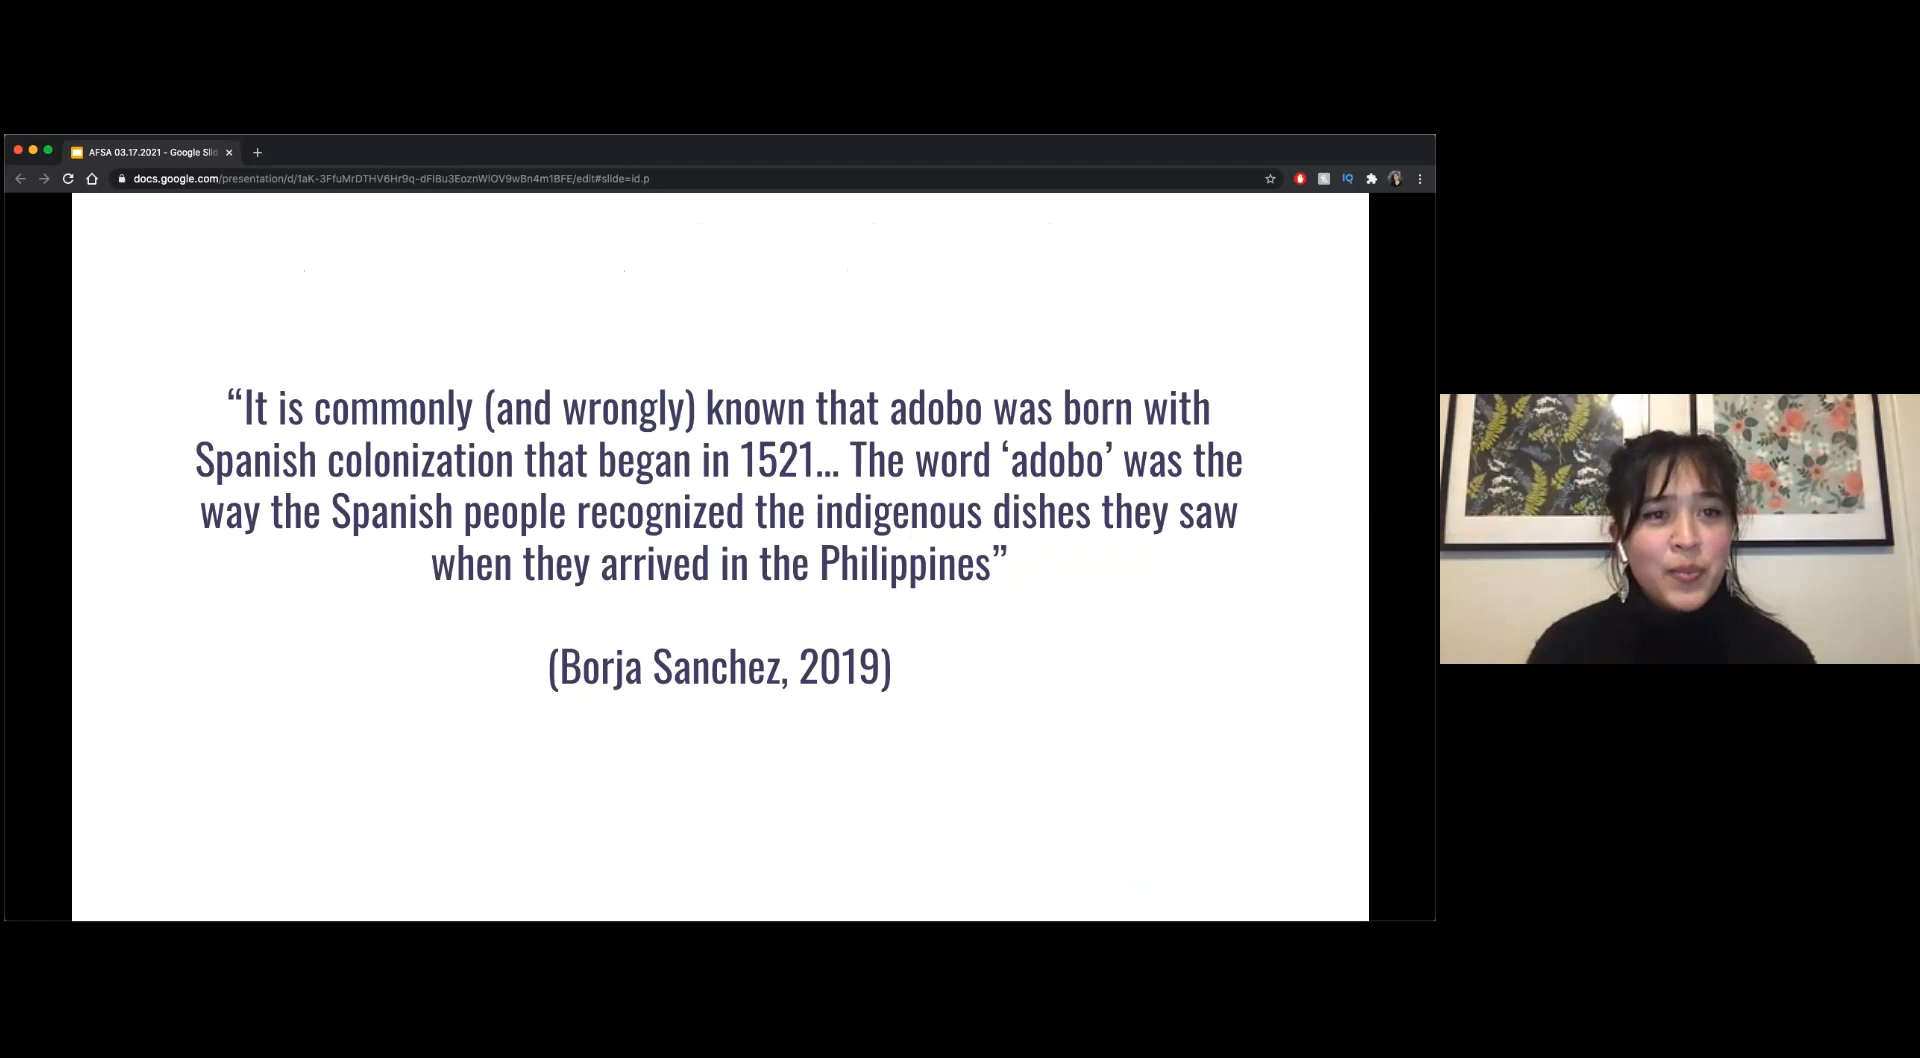 AFSA 03.17.2021 - Google Slid
docs.google.com/presentation/d/1aK-3FfuMrDTHV6Hr9q-dFlBu3EoznWIOV9wBn4m1BFE/edit#slide=id.p
IQ
“It is commonly (and wrongly) known that adobo was born with
Spanish colonization that began in 1521... The word ‘adobo’ was the
way the Spanish people recognized the indigenous dishes they saw
when they arrived in the Philippines”
(Borja Sanchez, 2019)